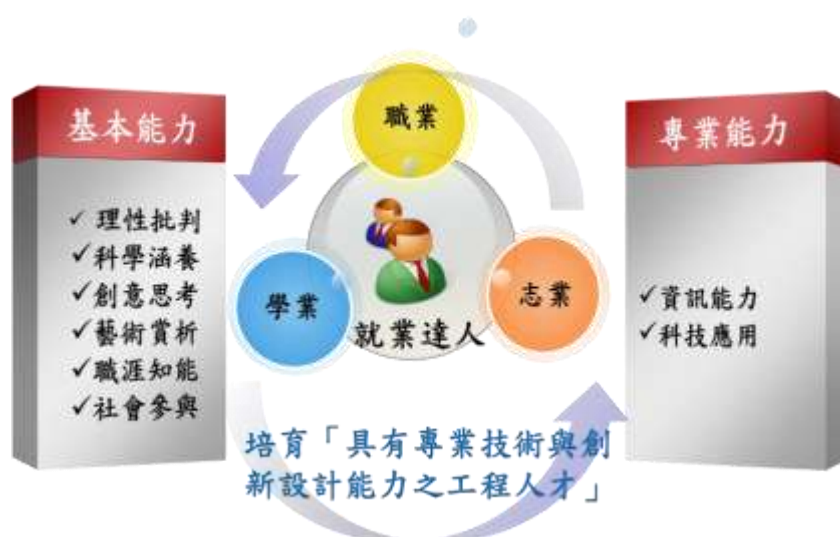 基本能力
✓ 理性批判
✓科學涵養
✓創意思考
✓藝術賞析
✓職涯知能
✓社會參與
職業
學業
志業
就業達人
培育「具有專業技術與創
新設計能力之工程人才」
專業能力
✓資訊能力
✓科技應用